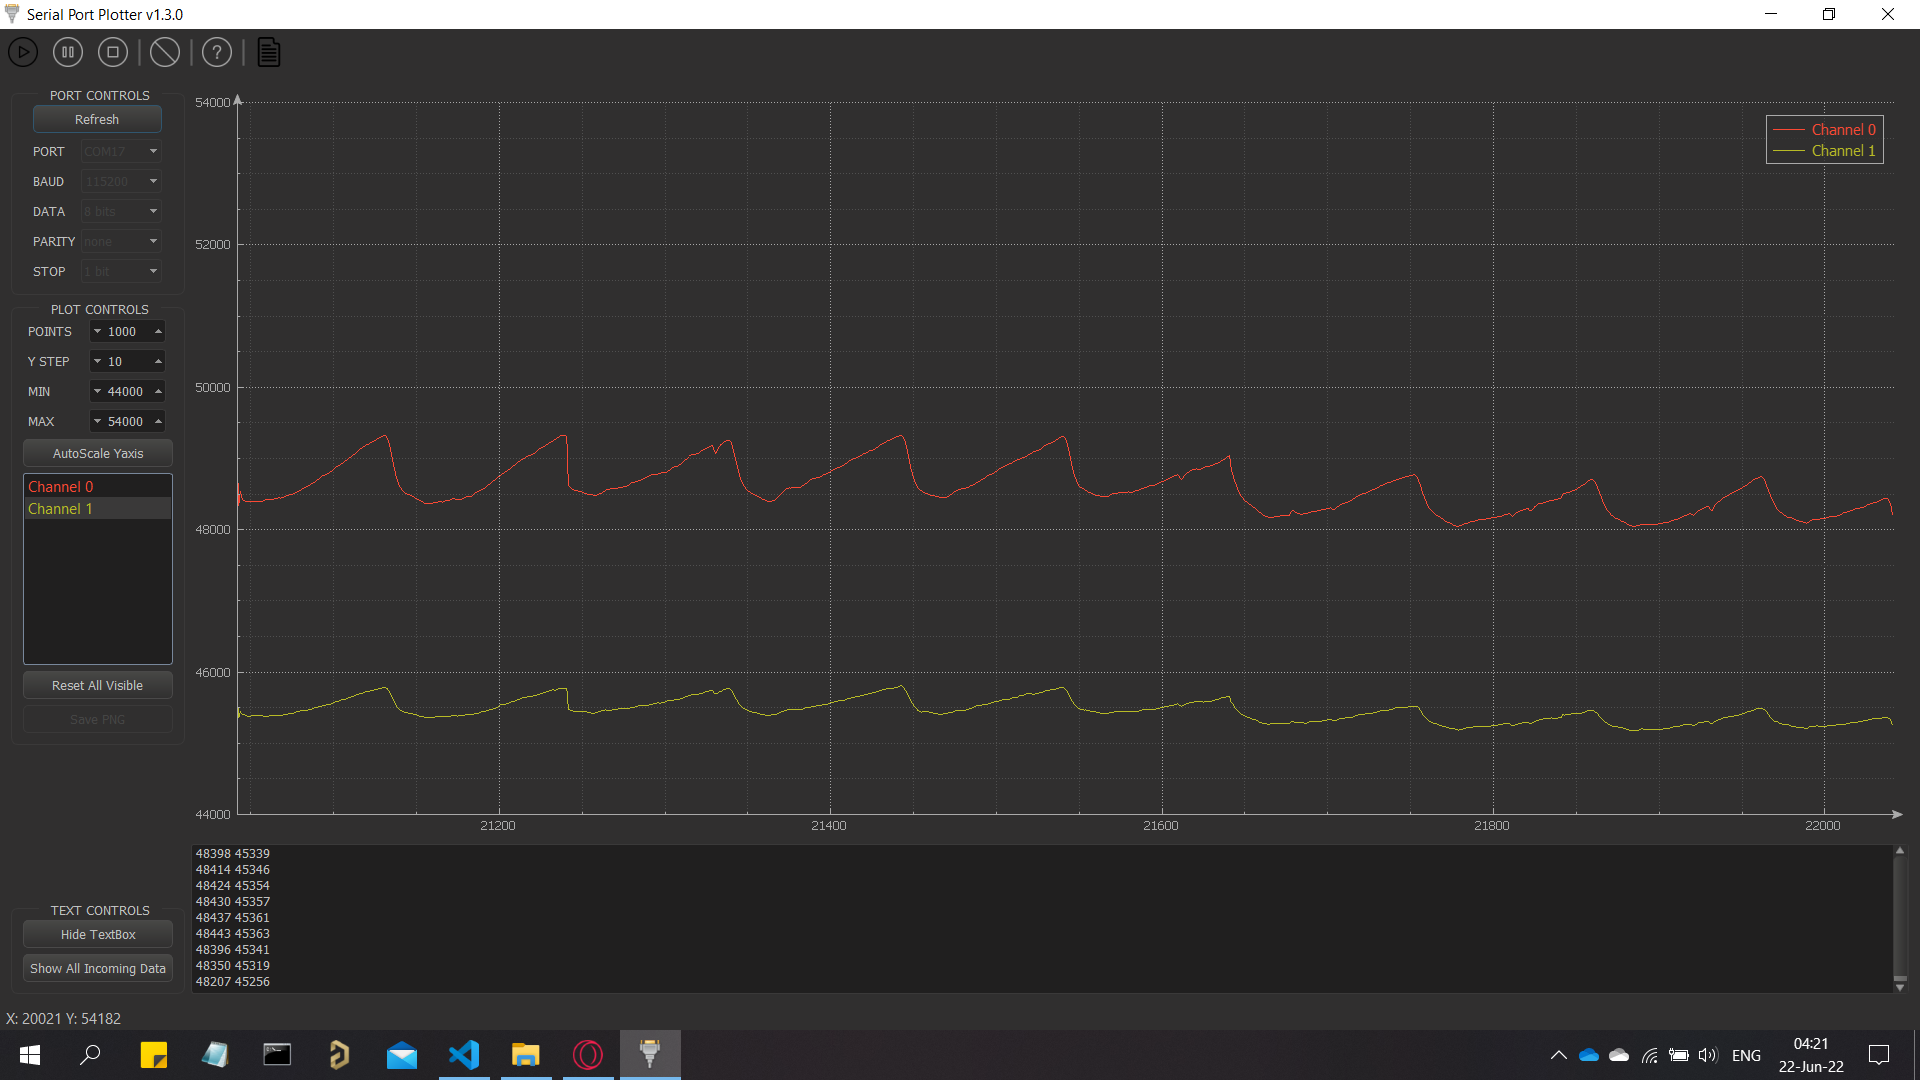 Serial Port Plotter v1.3.0
PORT CONTROLS
Refresh
PORT COM17
BAUD 115200
DATA 8 bits
PARITY none
STOP 1 bit
PLOT CONTROLS
POINTS 1000
Y STEP 10
MIN 44000
MAX 54000
AutoScale Yaxis
Channel 0
Channel 1
Reset All Visible
Save PNG
TEXT CONTROLS
Hide TextBox
Show All Incoming Data
54000
52000
50000
48000
46000
44000
21200 21400 21600 21800 22000
Channel 0
Channel 1
48398 45339
48414 45346
48424 45354
48430 45357
48437 45361
48443 45363
48396 45341
48350 45319
48207 45256
X: 20021 Y: 54182
ENG
04:21
22-Jun-22